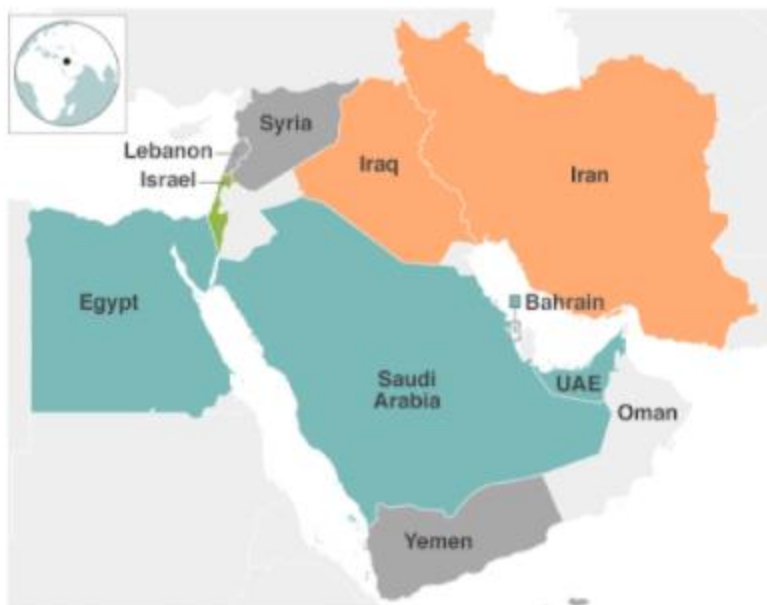 Syria
Lebanon
Israel
Iraq
Iran
Egypt
Bahrain
Saudi
Arabia
UAE
Oman
Yemen